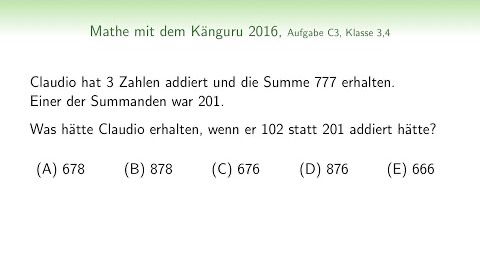 Mathe mit dem Känguru 2016, Aufgabe C3, Klasse 3,4
Claudio hat 3 Zahlen addiert und die Summe 777 erhalten.
Einer der Summanden war 201.
Was hätte Claudio erhalten, wenn er 102 statt 201 addiert hätte?
(A) 678 (B) 878 (C) 676 (D) 876 (E) 666